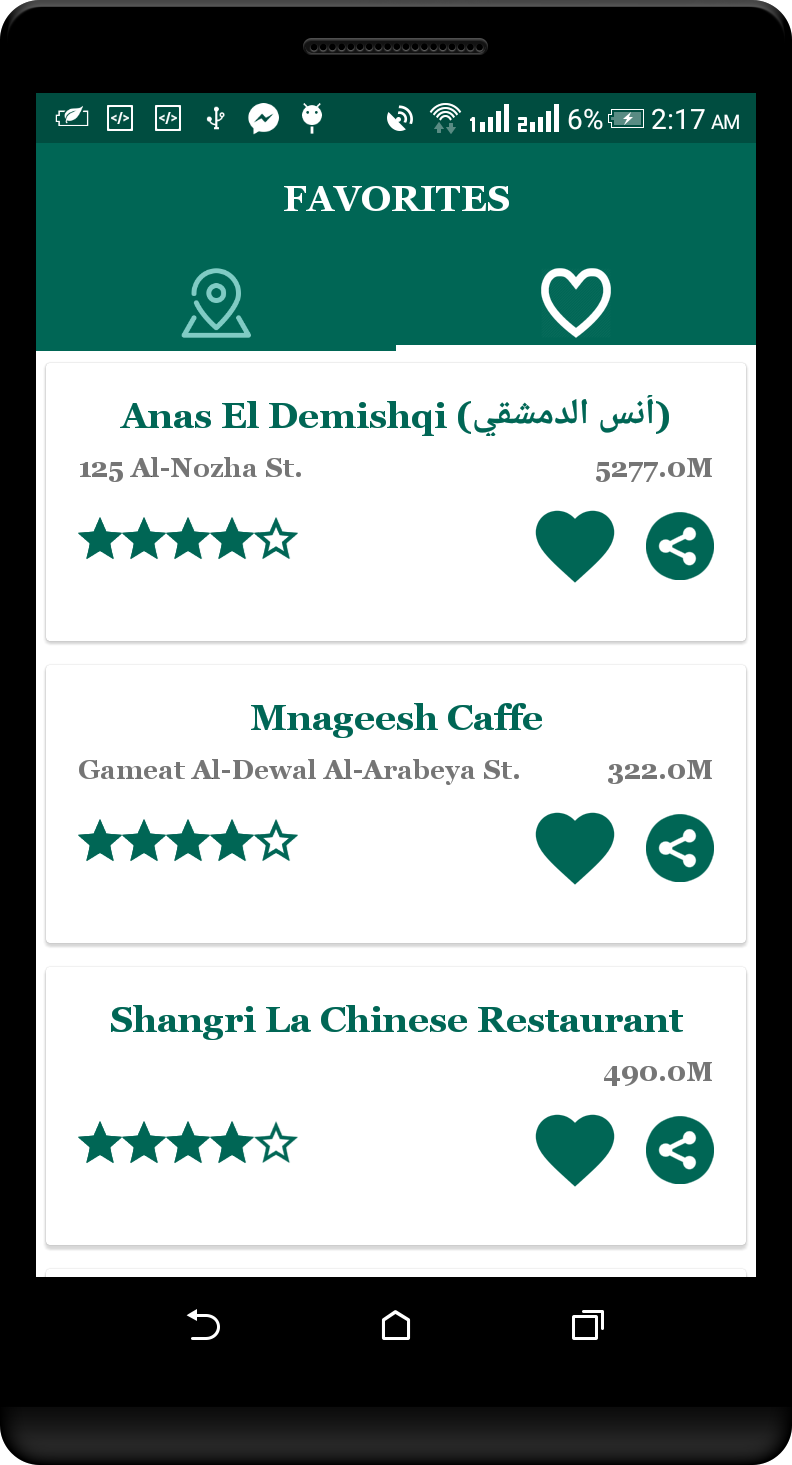 6% 2:17 AM
FAVORITES
Anas El Demishqi (أنس الدمشقي)
125 Al-Nozha St. 5277.0M
Mnageesh Caffe
Gameat Al-Dewal Al-Arabeya St. 322.0M
Shangri La Chinese Restaurant
490.0M